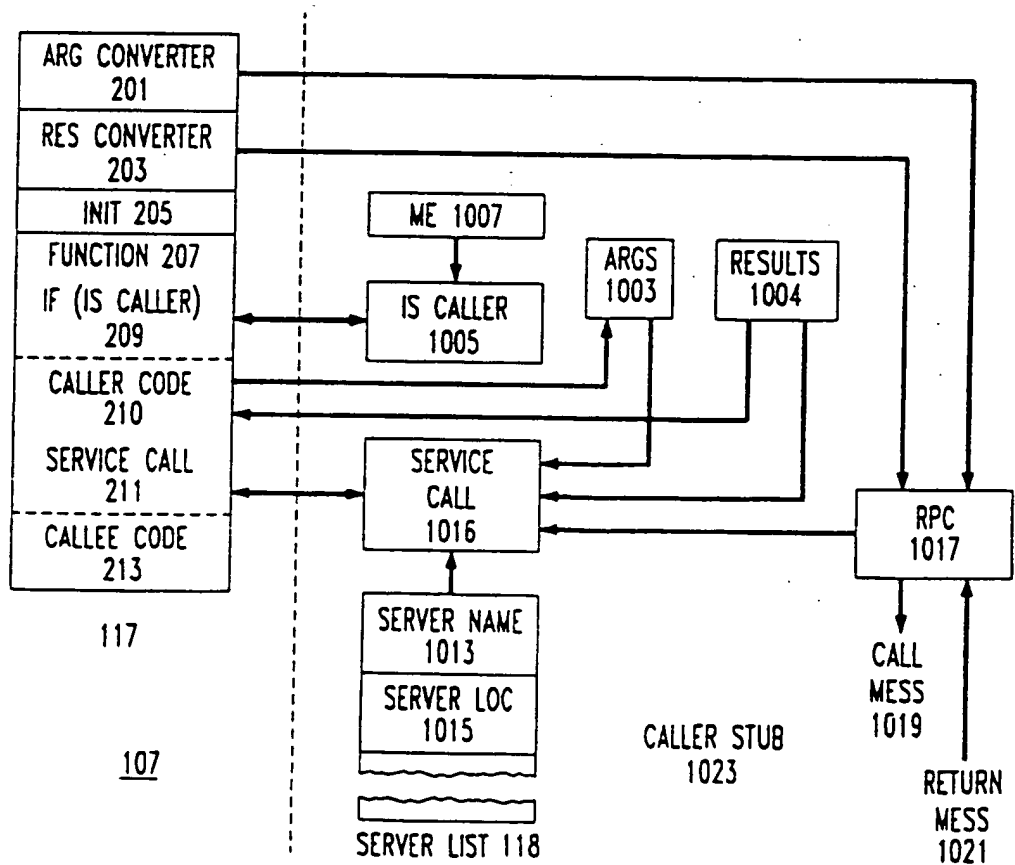 ARG CONVERTER
201
RES CONVERTER
203
INIT 205
FUNCTION 207
IF (IS CALLER)
209
CALLER CODE
210
SERVICE CALL
211
CALLEE CODE
213
117
107
ME 1007
IS CALLER
1005
ARGS
1003
RESULTS
1004
SERVICE
CALL
1016
SERVER NAME
1013
SERVER LOC
1015
SERVER LIST 118
RPC
1017
CALL
MESS
1019
CALLER STUB
1023
RETURN
MESS
1021